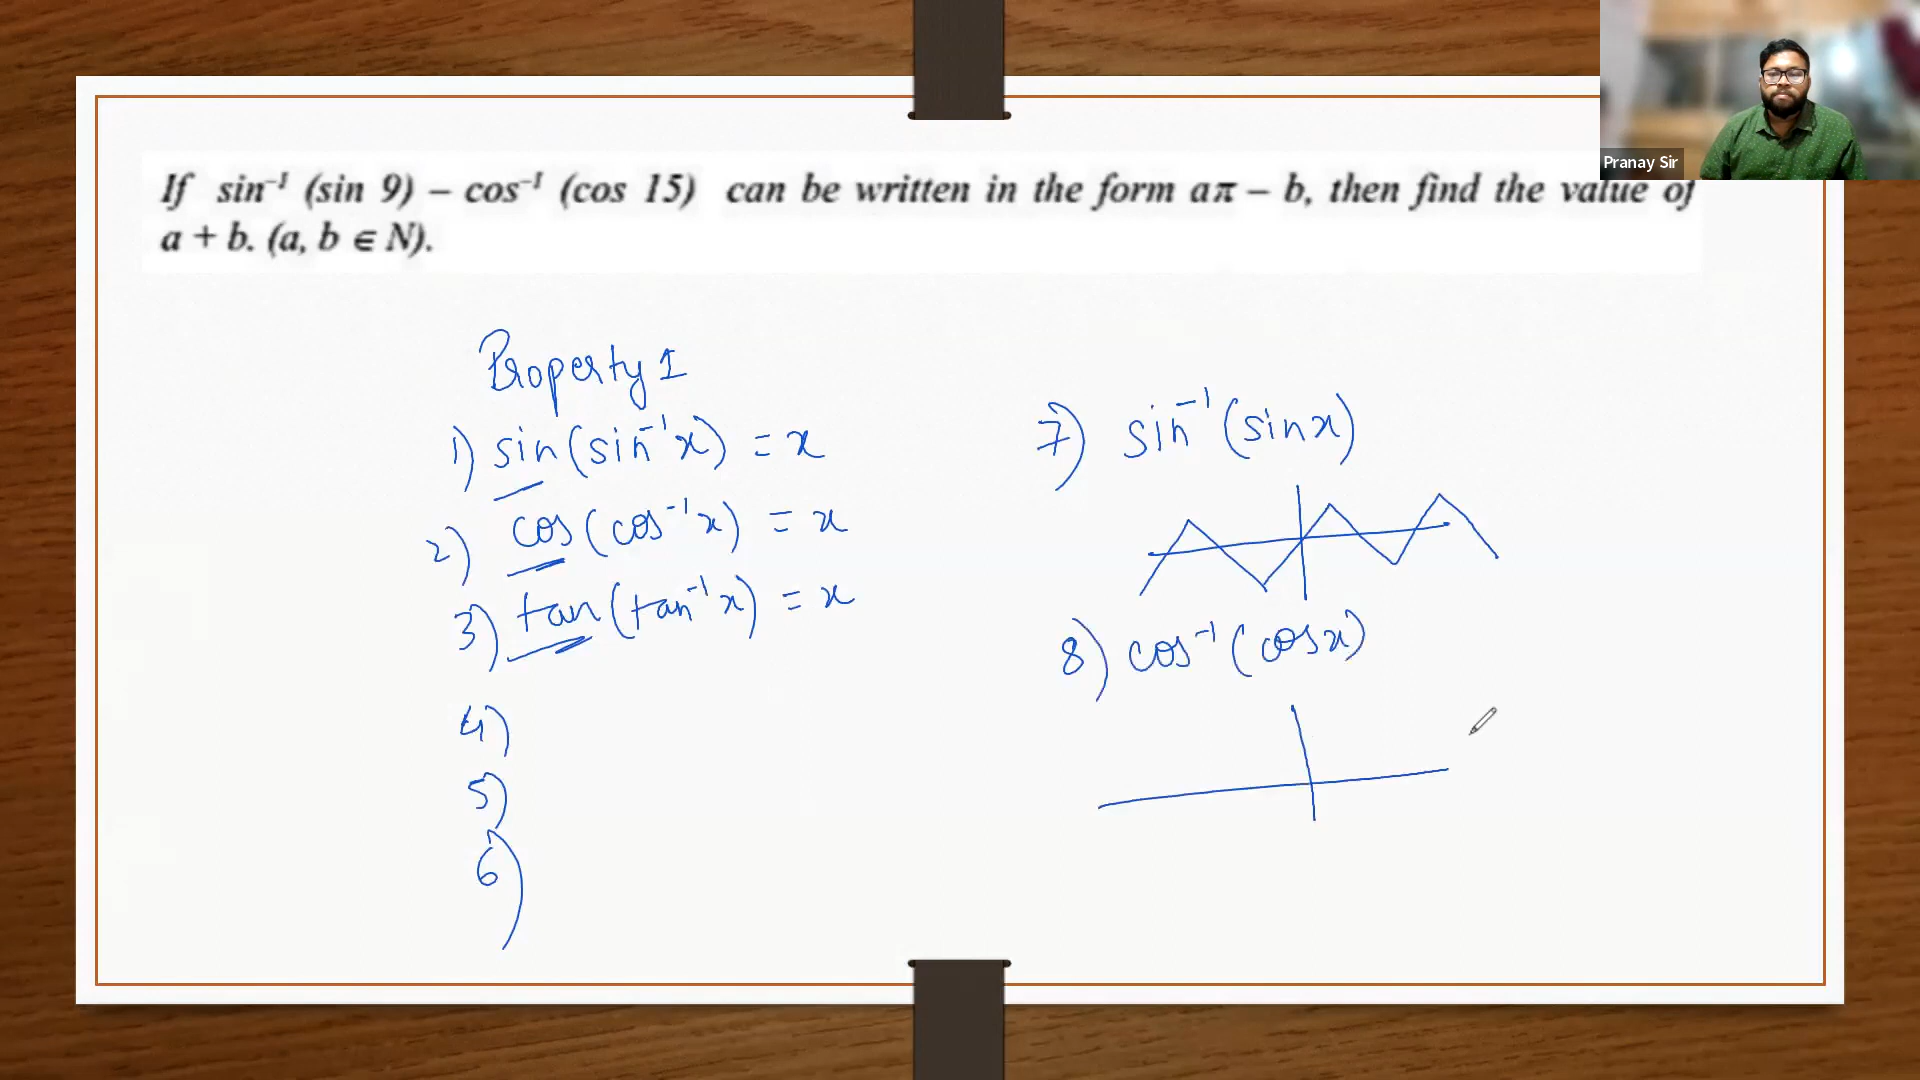 Pranay Sir
If sin⁻¹ (sin 9) – cos⁻¹ (cos 15) can be written in the form aπ – b, then find the value of
a + b. (a, b ∈ N).
Property 1
1) sin(sin⁻¹x) = x
2) cos(cos⁻¹x) = x
3) tan(tan⁻¹x) = x
4)
5)
6)
7) sin⁻¹(sinx)
8) cos⁻¹(cosx)